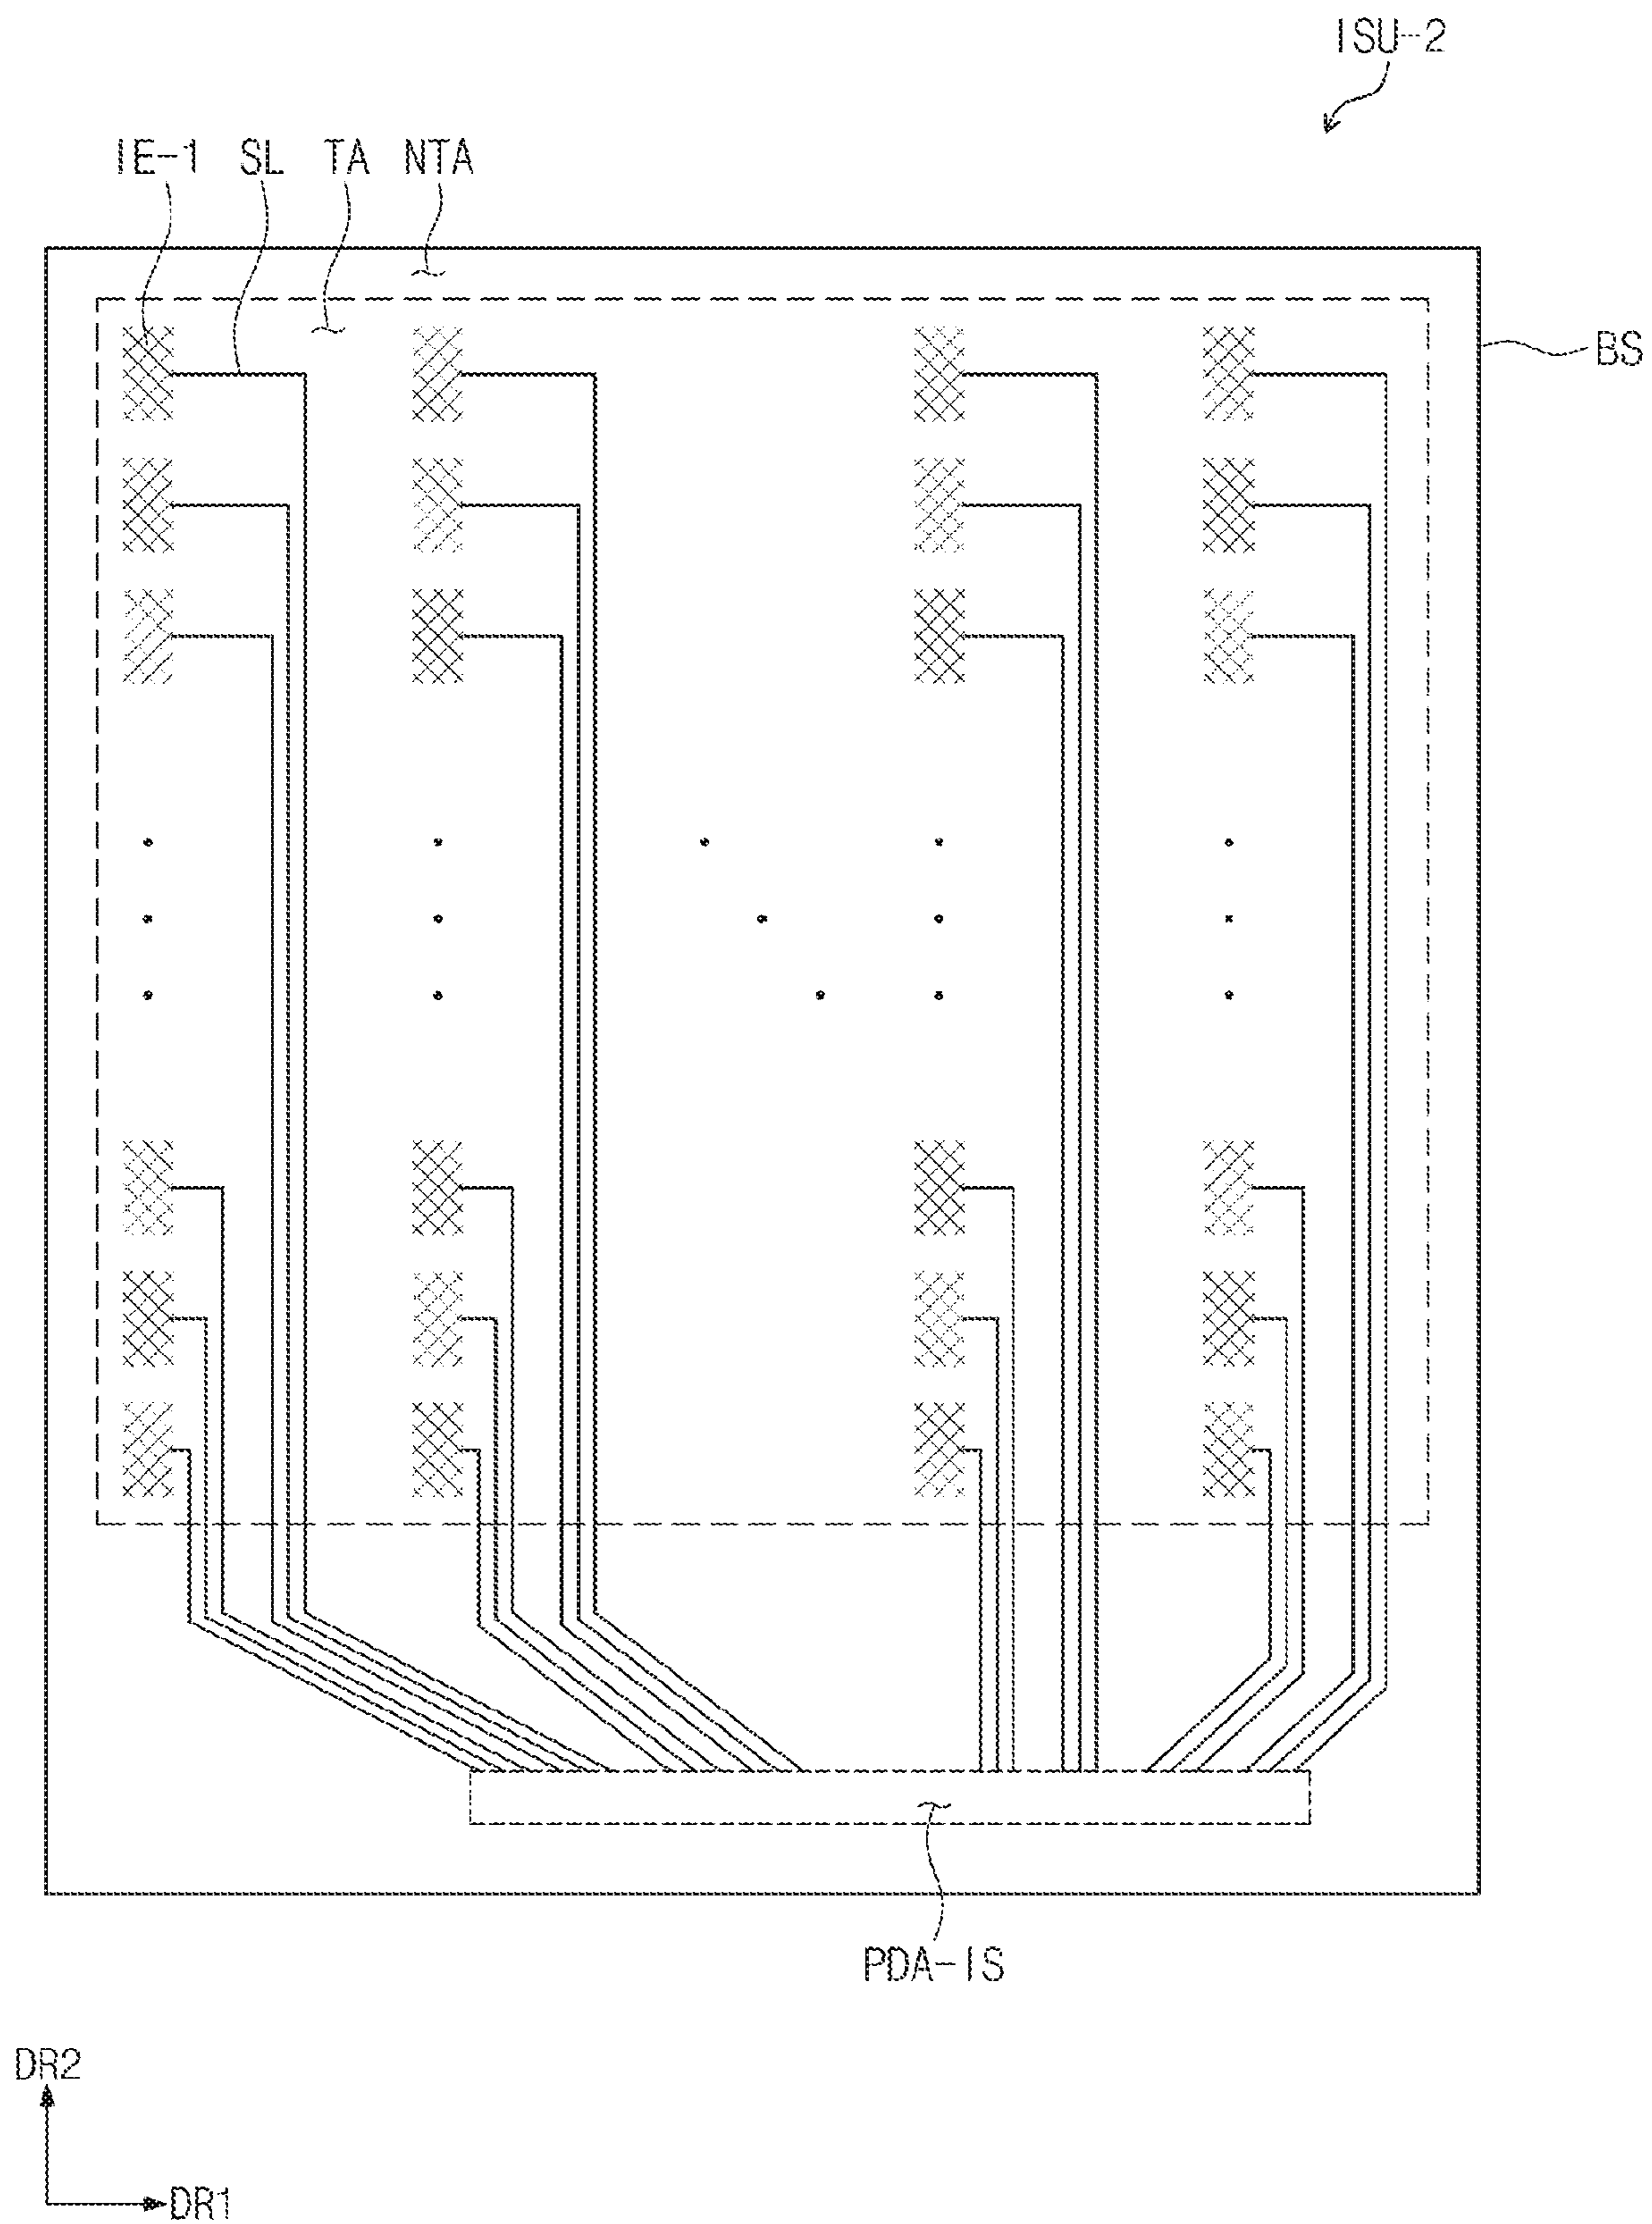 ISU-2
IE-1 SL TA NTA
BS
PDA-IS
DR2
DR1